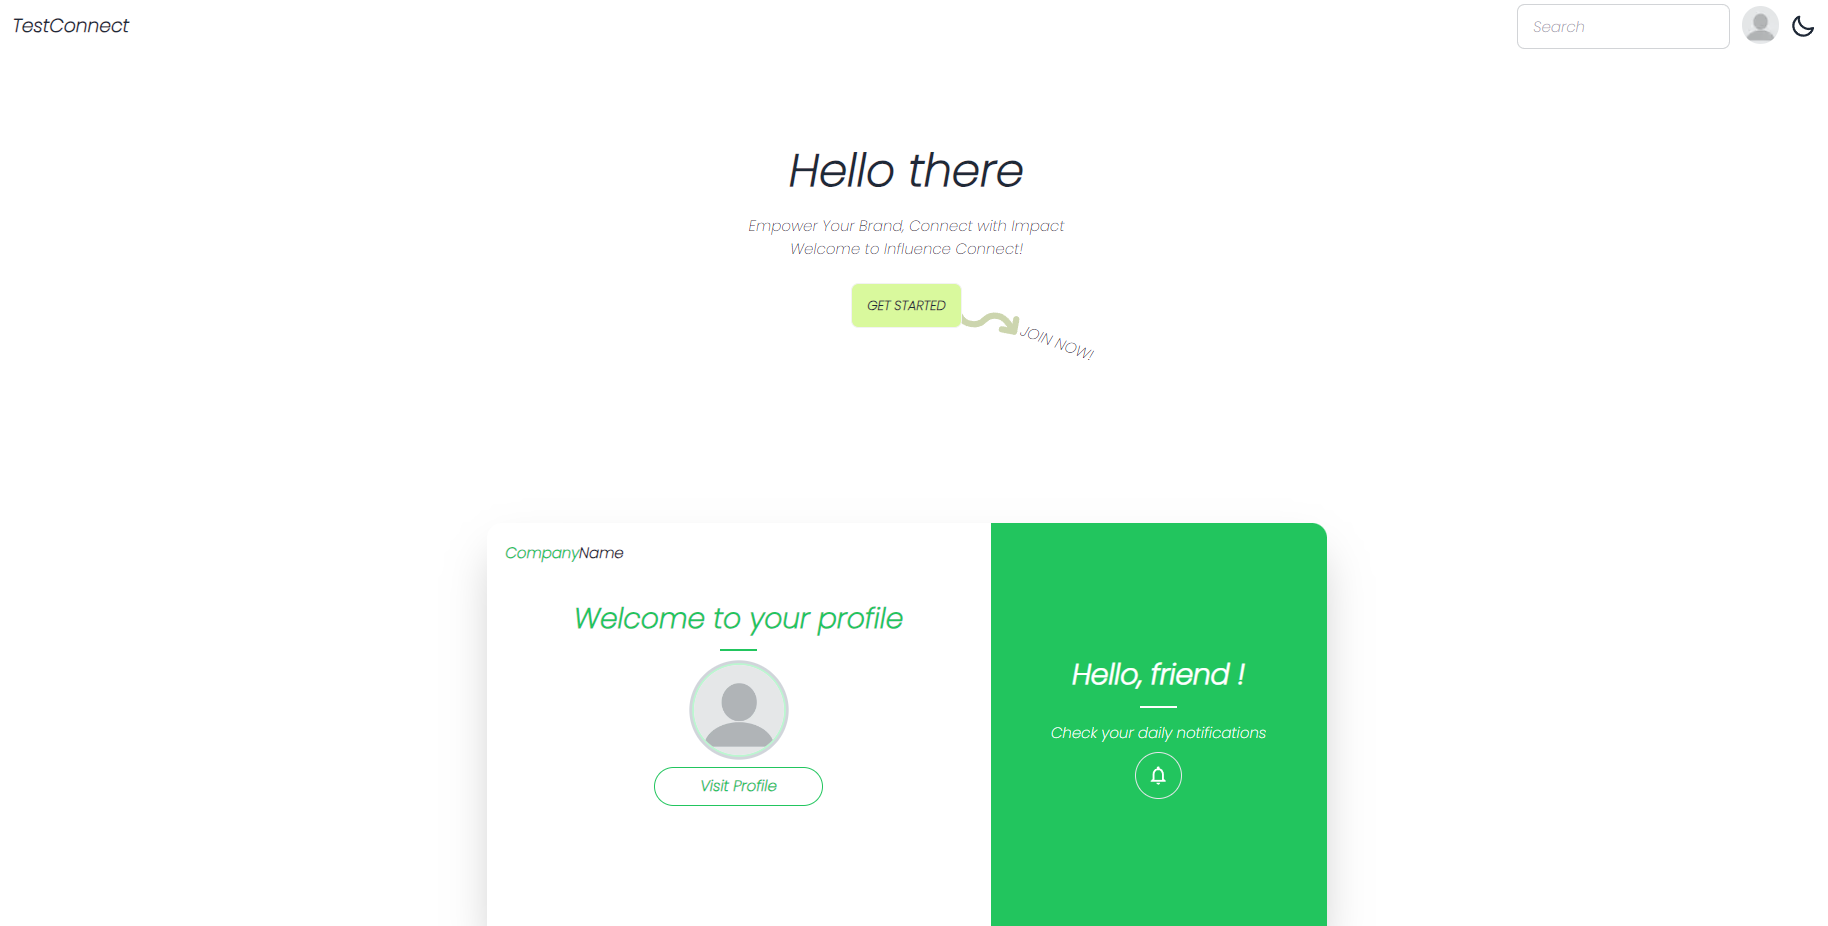 TestConnect
Search
Hello there
Empower Your Brand, Connect with Impact
Welcome to Influence Connect!
GET STARTED
JOIN NOW!
CompanyName
Welcome to your profile
Visit Profile
Hello, friend !
Check your daily notifications